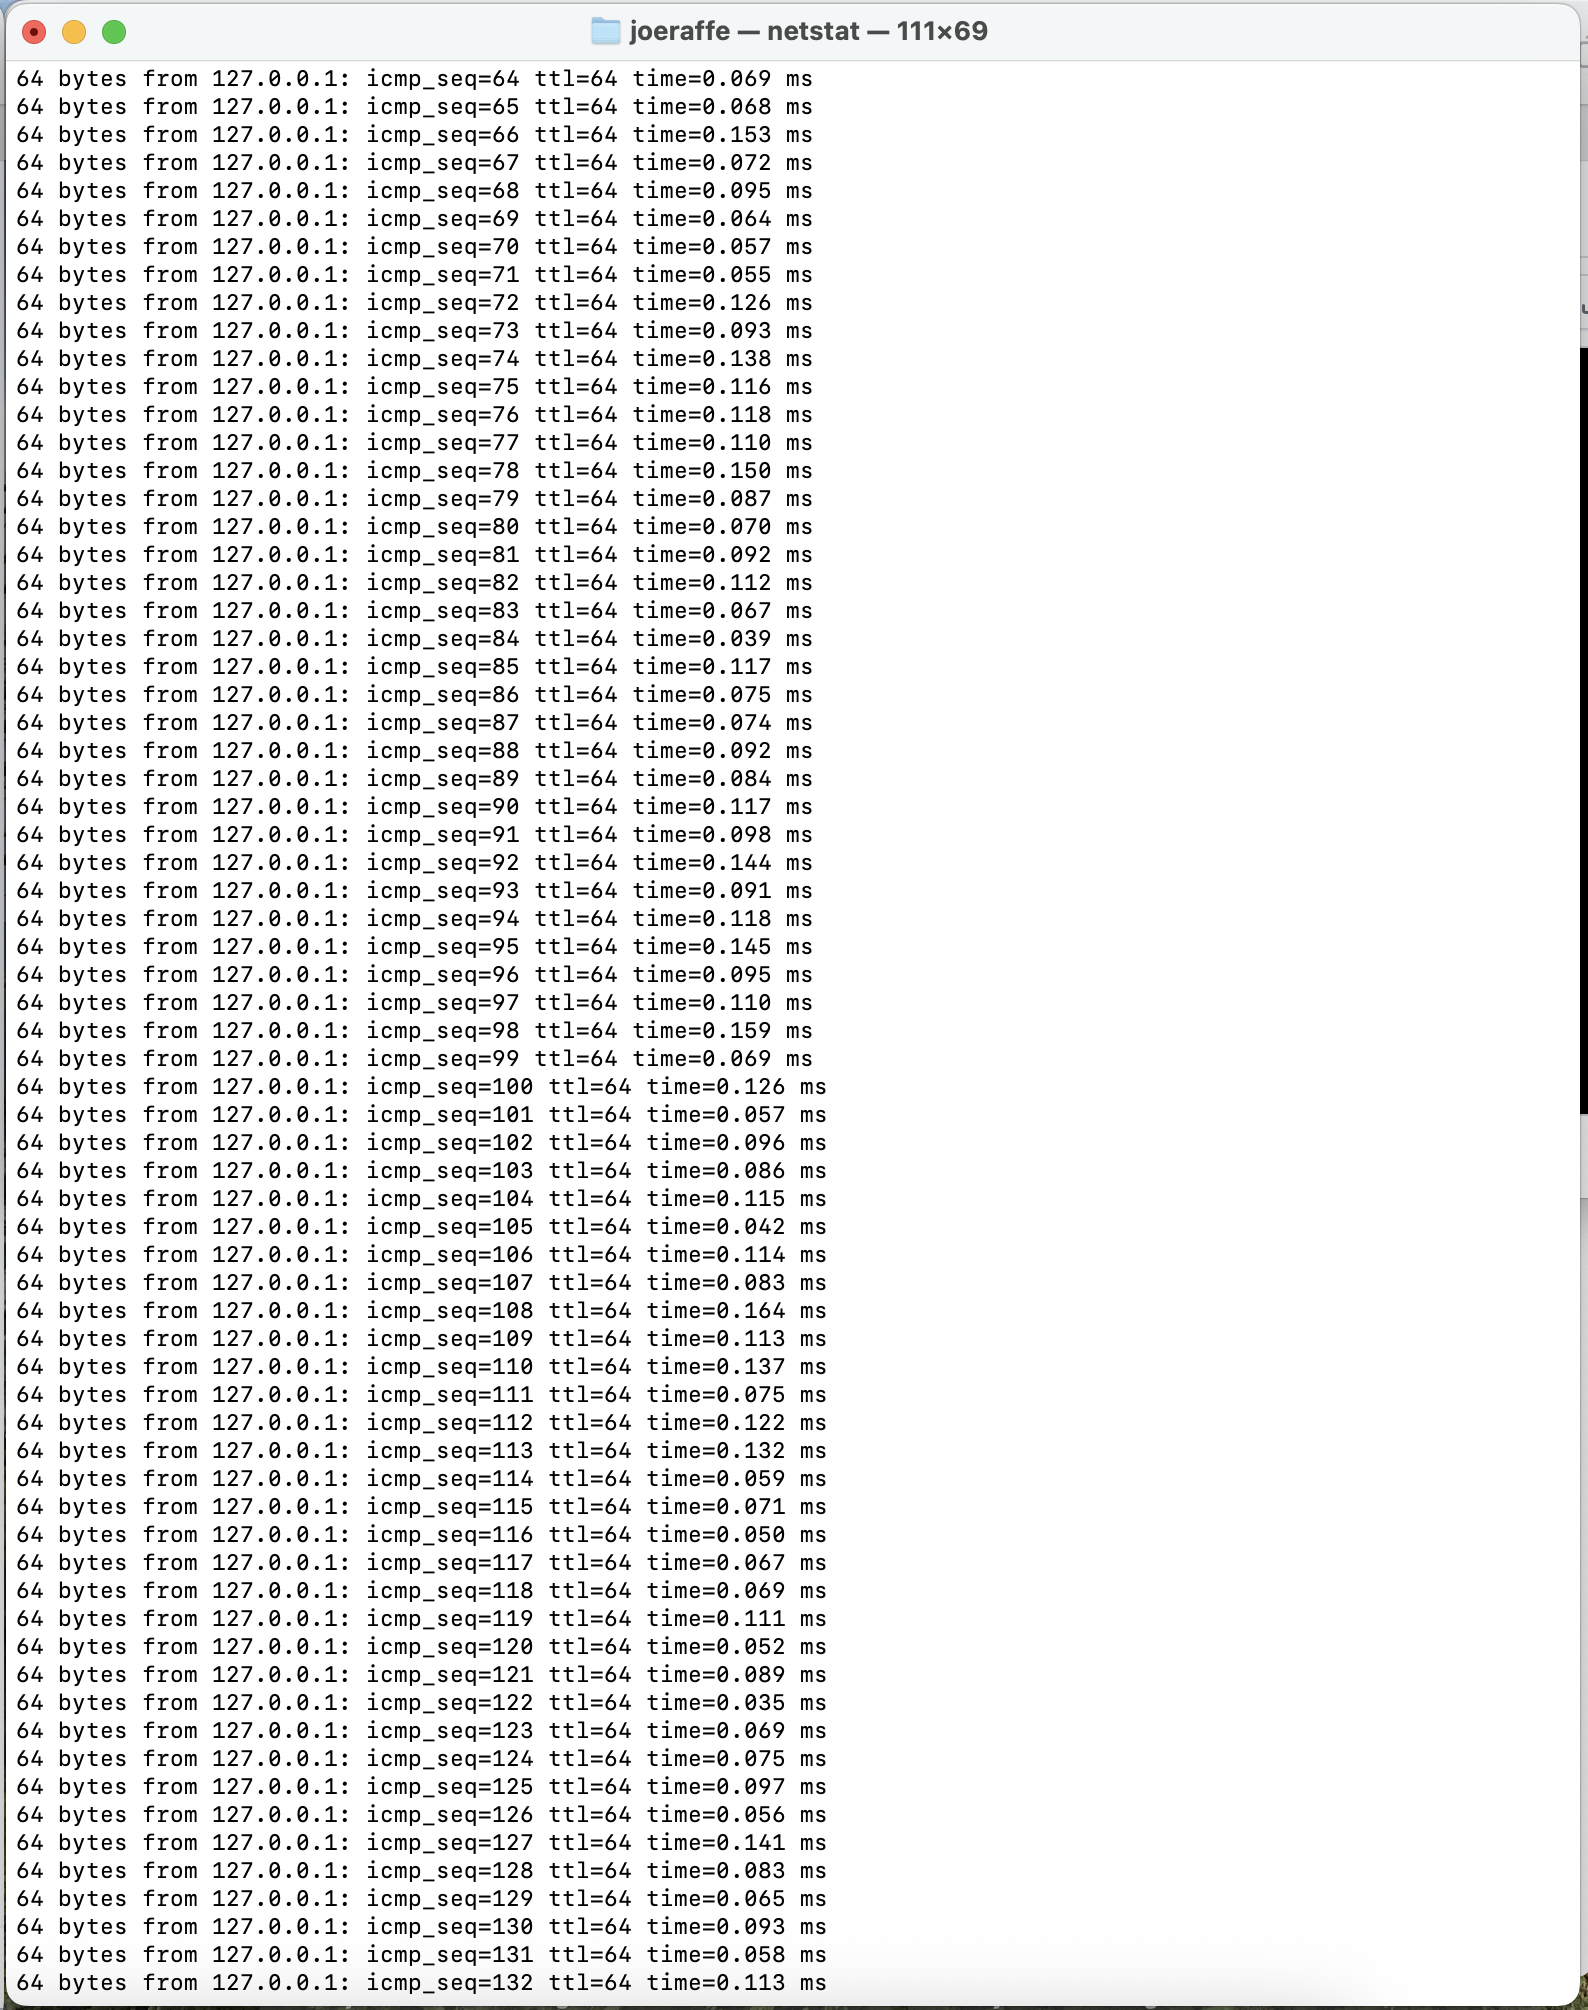 joeraffe — netstat — 111×69
64 bytes from 127.0.0.1: icmp_seq=64 ttl=64 time=0.069 ms
64 bytes from 127.0.0.1: icmp_seq=65 ttl=64 time=0.068 ms
64 bytes from 127.0.0.1: icmp_seq=66 ttl=64 time=0.153 ms
64 bytes from 127.0.0.1: icmp_seq=67 ttl=64 time=0.072 ms
64 bytes from 127.0.0.1: icmp_seq=68 ttl=64 time=0.095 ms
64 bytes from 127.0.0.1: icmp_seq=69 ttl=64 time=0.064 ms
64 bytes from 127.0.0.1: icmp_seq=70 ttl=64 time=0.057 ms
64 bytes from 127.0.0.1: icmp_seq=71 ttl=64 time=0.055 ms
64 bytes from 127.0.0.1: icmp_seq=72 ttl=64 time=0.126 ms
64 bytes from 127.0.0.1: icmp_seq=73 ttl=64 time=0.093 ms
64 bytes from 127.0.0.1: icmp_seq=74 ttl=64 time=0.138 ms
64 bytes from 127.0.0.1: icmp_seq=75 ttl=64 time=0.116 ms
64 bytes from 127.0.0.1: icmp_seq=76 ttl=64 time=0.118 ms
64 bytes from 127.0.0.1: icmp_seq=77 ttl=64 time=0.110 ms
64 bytes from 127.0.0.1: icmp_seq=78 ttl=64 time=0.150 ms
64 bytes from 127.0.0.1: icmp_seq=79 ttl=64 time=0.087 ms
64 bytes from 127.0.0.1: icmp_seq=80 ttl=64 time=0.070 ms
64 bytes from 127.0.0.1: icmp_seq=81 ttl=64 time=0.092 ms
64 bytes from 127.0.0.1: icmp_seq=82 ttl=64 time=0.112 ms
64 bytes from 127.0.0.1: icmp_seq=83 ttl=64 time=0.067 ms
64 bytes from 127.0.0.1: icmp_seq=84 ttl=64 time=0.039 ms
64 bytes from 127.0.0.1: icmp_seq=85 ttl=64 time=0.117 ms
64 bytes from 127.0.0.1: icmp_seq=86 ttl=64 time=0.075 ms
64 bytes from 127.0.0.1: icmp_seq=87 ttl=64 time=0.074 ms
64 bytes from 127.0.0.1: icmp_seq=88 ttl=64 time=0.092 ms
64 bytes from 127.0.0.1: icmp_seq=89 ttl=64 time=0.084 ms
64 bytes from 127.0.0.1: icmp_seq=90 ttl=64 time=0.117 ms
64 bytes from 127.0.0.1: icmp_seq=91 ttl=64 time=0.098 ms
64 bytes from 127.0.0.1: icmp_seq=92 ttl=64 time=0.144 ms
64 bytes from 127.0.0.1: icmp_seq=93 ttl=64 time=0.091 ms
64 bytes from 127.0.0.1: icmp_seq=94 ttl=64 time=0.118 ms
64 bytes from 127.0.0.1: icmp_seq=95 ttl=64 time=0.145 ms
64 bytes from 127.0.0.1: icmp_seq=96 ttl=64 time=0.095 ms
64 bytes from 127.0.0.1: icmp_seq=97 ttl=64 time=0.110 ms
64 bytes from 127.0.0.1: icmp_seq=98 ttl=64 time=0.159 ms
64 bytes from 127.0.0.1: icmp_seq=99 ttl=64 time=0.069 ms
64 bytes from 127.0.0.1: icmp_seq=100 ttl=64 time=0.126 ms
64 bytes from 127.0.0.1: icmp_seq=101 ttl=64 time=0.057 ms
64 bytes from 127.0.0.1: icmp_seq=102 ttl=64 time=0.096 ms
64 bytes from 127.0.0.1: icmp_seq=103 ttl=64 time=0.086 ms
64 bytes from 127.0.0.1: icmp_seq=104 ttl=64 time=0.115 ms
64 bytes from 127.0.0.1: icmp_seq=105 ttl=64 time=0.042 ms
64 bytes from 127.0.0.1: icmp_seq=106 ttl=64 time=0.114 ms
64 bytes from 127.0.0.1: icmp_seq=107 ttl=64 time=0.083 ms
64 bytes from 127.0.0.1: icmp_seq=108 ttl=64 time=0.164 ms
64 bytes from 127.0.0.1: icmp_seq=109 ttl=64 time=0.113 ms
64 bytes from 127.0.0.1: icmp_seq=110 ttl=64 time=0.137 ms
64 bytes from 127.0.0.1: icmp_seq=111 ttl=64 time=0.075 ms
64 bytes from 127.0.0.1: icmp_seq=112 ttl=64 time=0.122 ms
64 bytes from 127.0.0.1: icmp_seq=113 ttl=64 time=0.132 ms
64 bytes from 127.0.0.1: icmp_seq=114 ttl=64 time=0.059 ms
64 bytes from 127.0.0.1: icmp_seq=115 ttl=64 time=0.071 ms
64 bytes from 127.0.0.1: icmp_seq=116 ttl=64 time=0.050 ms
64 bytes from 127.0.0.1: icmp_seq=117 ttl=64 time=0.067 ms
64 bytes from 127.0.0.1: icmp_seq=118 ttl=64 time=0.069 ms
64 bytes from 127.0.0.1: icmp_seq=119 ttl=64 time=0.111 ms
64 bytes from 127.0.0.1: icmp_seq=120 ttl=64 time=0.052 ms
64 bytes from 127.0.0.1: icmp_seq=121 ttl=64 time=0.089 ms
64 bytes from 127.0.0.1: icmp_seq=122 ttl=64 time=0.035 ms
64 bytes from 127.0.0.1: icmp_seq=123 ttl=64 time=0.069 ms
64 bytes from 127.0.0.1: icmp_seq=124 ttl=64 time=0.075 ms
64 bytes from 127.0.0.1: icmp_seq=125 ttl=64 time=0.097 ms
64 bytes from 127.0.0.1: icmp_seq=126 ttl=64 time=0.056 ms
64 bytes from 127.0.0.1: icmp_seq=127 ttl=64 time=0.141 ms
64 bytes from 127.0.0.1: icmp_seq=128 ttl=64 time=0.083 ms
64 bytes from 127.0.0.1: icmp_seq=129 ttl=64 time=0.065 ms
64 bytes from 127.0.0.1: icmp_seq=130 ttl=64 time=0.093 ms
64 bytes from 127.0.0.1: icmp_seq=131 ttl=64 time=0.058 ms
64 bytes from 127.0.0.1: icmp_seq=132 ttl=64 time=0.113 ms